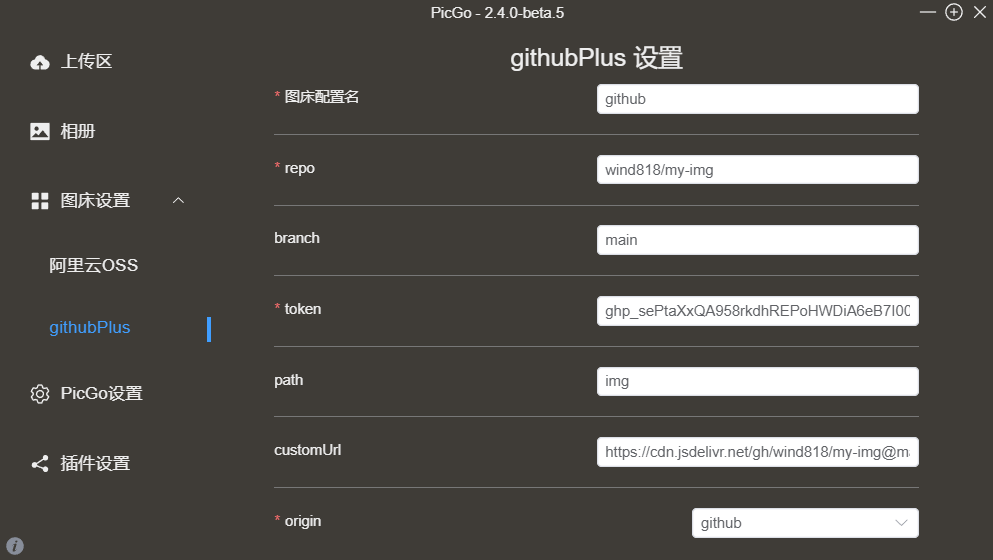 PicGo - 2.4.0-beta.5
上传区
相册
图床设置
阿里云OSS
githubPlus
PicGo设置
插件设置
githubPlus 设置
* 图床配置名
github
* repo
wind818/my-img
branch
main
* token
path
img
customUrl
https://cdn.jsdelivr.net/gh/wind818/my-img@ma
* origin
github